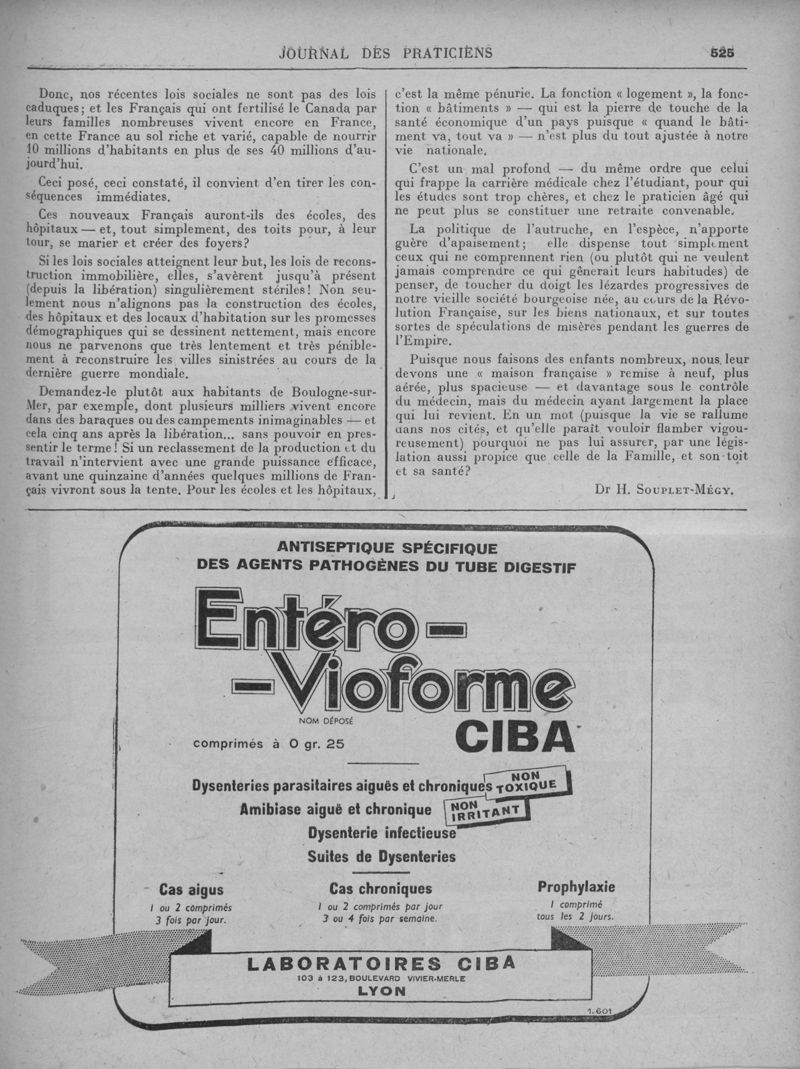 JOURNAL DES PRATICIENS
525
Donc, nos récentes lois sociales ne sont pas des lois
caduques; et les Français qui ont fertilisé le Canada par
leurs familles nombreuses vivent encore en France,
en cette France au sol riche et varié, capable de nourrir
10 millions d'habitants en plus de ses 40 millions d'au-
jourd'hui.
Ceci posé, ceci constaté, il convient d'en tirer les con-
séquences immédiates.
Ces nouveaux Français auront-ils des écoles, des
hôpitaux — et, tout simplement, des toits pour, à leur
tour, se marier et créer des foyers?
Si les lois sociales atteignent leur but, les lois de recons-
truction immobilière, elles, s'avèrent jusqu'à présent
(depuis la libération) singulièrement stériles! Non seu-
lement nous n'alignons pas la construction des écoles,
des hôpitaux et des locaux d'habitation sur les promesses
démographiques qui se dessinent nettement, mais encore
nous ne parvenons que très lentement et très pénible-
ment à reconstruire les villes sinistrées au cours de la
dernière guerre mondiale.
Demandez-le plutôt aux habitants de Boulogne-sur-
Mer, par exemple, dont plusieurs milliers vivent encore
dans des baraques ou des campements inimaginables — et
cela cinq ans après la libération... sans pouvoir en pres-
sentir le terme! Si un reclassement de la production et du
travail n'intervient avec une grande puissance efficace,
avant une quinzaine d'années quelques millions de Fran-
çais vivront sous la tente. Pour les écoles et les hôpitaux,
c'est la même pénurie. La fonction « logement », la fonc-
tion « bâtiments » — qui est la pierre de touche de la
santé économique d'un pays puisque « quand le bâti-
ment va, tout va » — n'est plus du tout ajustée à notre
vie nationale.
C'est un mal profond — du même ordre que celui
qui frappe la carrière médicale chez l'étudiant, pour qui
les études sont trop chères, et chez le praticien âgé qui
ne peut plus se constituer une retraite convenable.
La politique de l'autruche, en l'espèce, n'apporte
guère d'apaisement; elle dispense tout simplement
ceux qui ne comprennent rien (ou plutôt qui ne veulent
jamais comprendre ce qui gênerait leurs habitudes) de
penser, de toucher du doigt les lézardes progressives de
notre vieille société bourgeoise née, au cours de la Révo-
lution Française, sur les biens nationaux, et sur toutes
sortes de spéculations de misères pendant les guerres de
l'Empire.
Puisque nous faisons des enfants nombreux, nous leur
devons une « maison française » remise à neuf, plus
aérée, plus spacieuse — et davantage sous le contrôle
du médecin, mais du médecin ayant largement la place
qui lui revient. En un mot (puisque la vie se rallume
dans nos cités, et qu'elle paraît vouloir flamber vigou-
reusement) pourquoi ne pas lui assurer, par une légis-
lation aussi propice que celle de la Famille, et son toit
et sa santé?
Dr H. SOUPLET-MÉGY.
ANTISEPTIQUE SPÉCIFIQUE
DES AGENTS PATHOGÈNES DU TUBE DIGESTIF
Entéro-
-Vioforme
NOM DÉPOSÉ
CIBA
comprimés à 0 gr. 25
Dysenteries parasitaires aiguës et chroniques
NON TOXIQUE
Amibiase aiguë et chronique
NON IRRITANT
Dysenterie infectieuse
Suites de Dysenteries
Cas aigus
1 ou 2 comprimés
3 fois par jour.
Cas chroniques
1 ou 2 comprimés par jour
3 ou 4 fois par semaine.
Prophylaxie
1 comprimé
tous les 2 jours.
LABORATOIRES CIBA
103 à 123, BOULEVARD VIVIER-MERLE
LYON
1.601